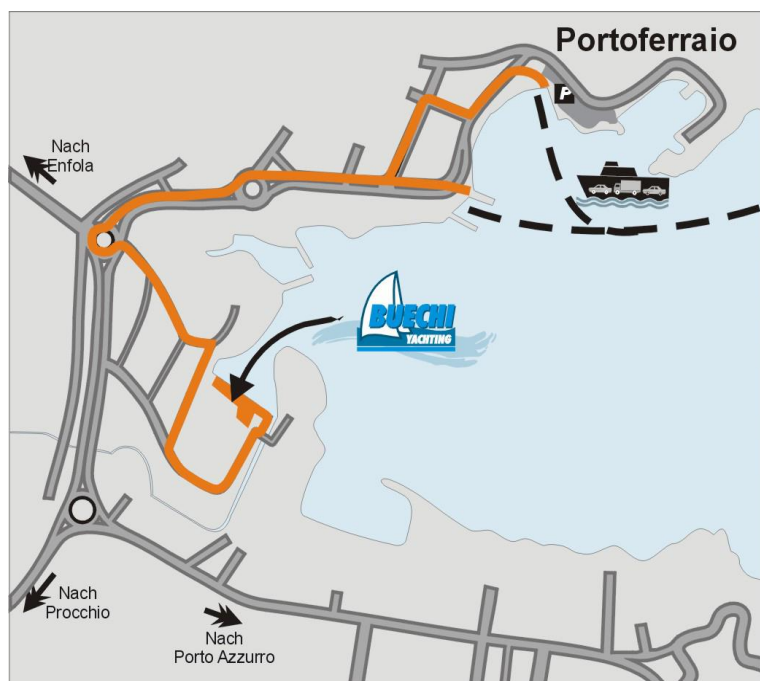 Portoferraio
P
Nach
Enfola
BUECHI
YACHTING
Nach
Procchio
Nach
Porto Azzurro